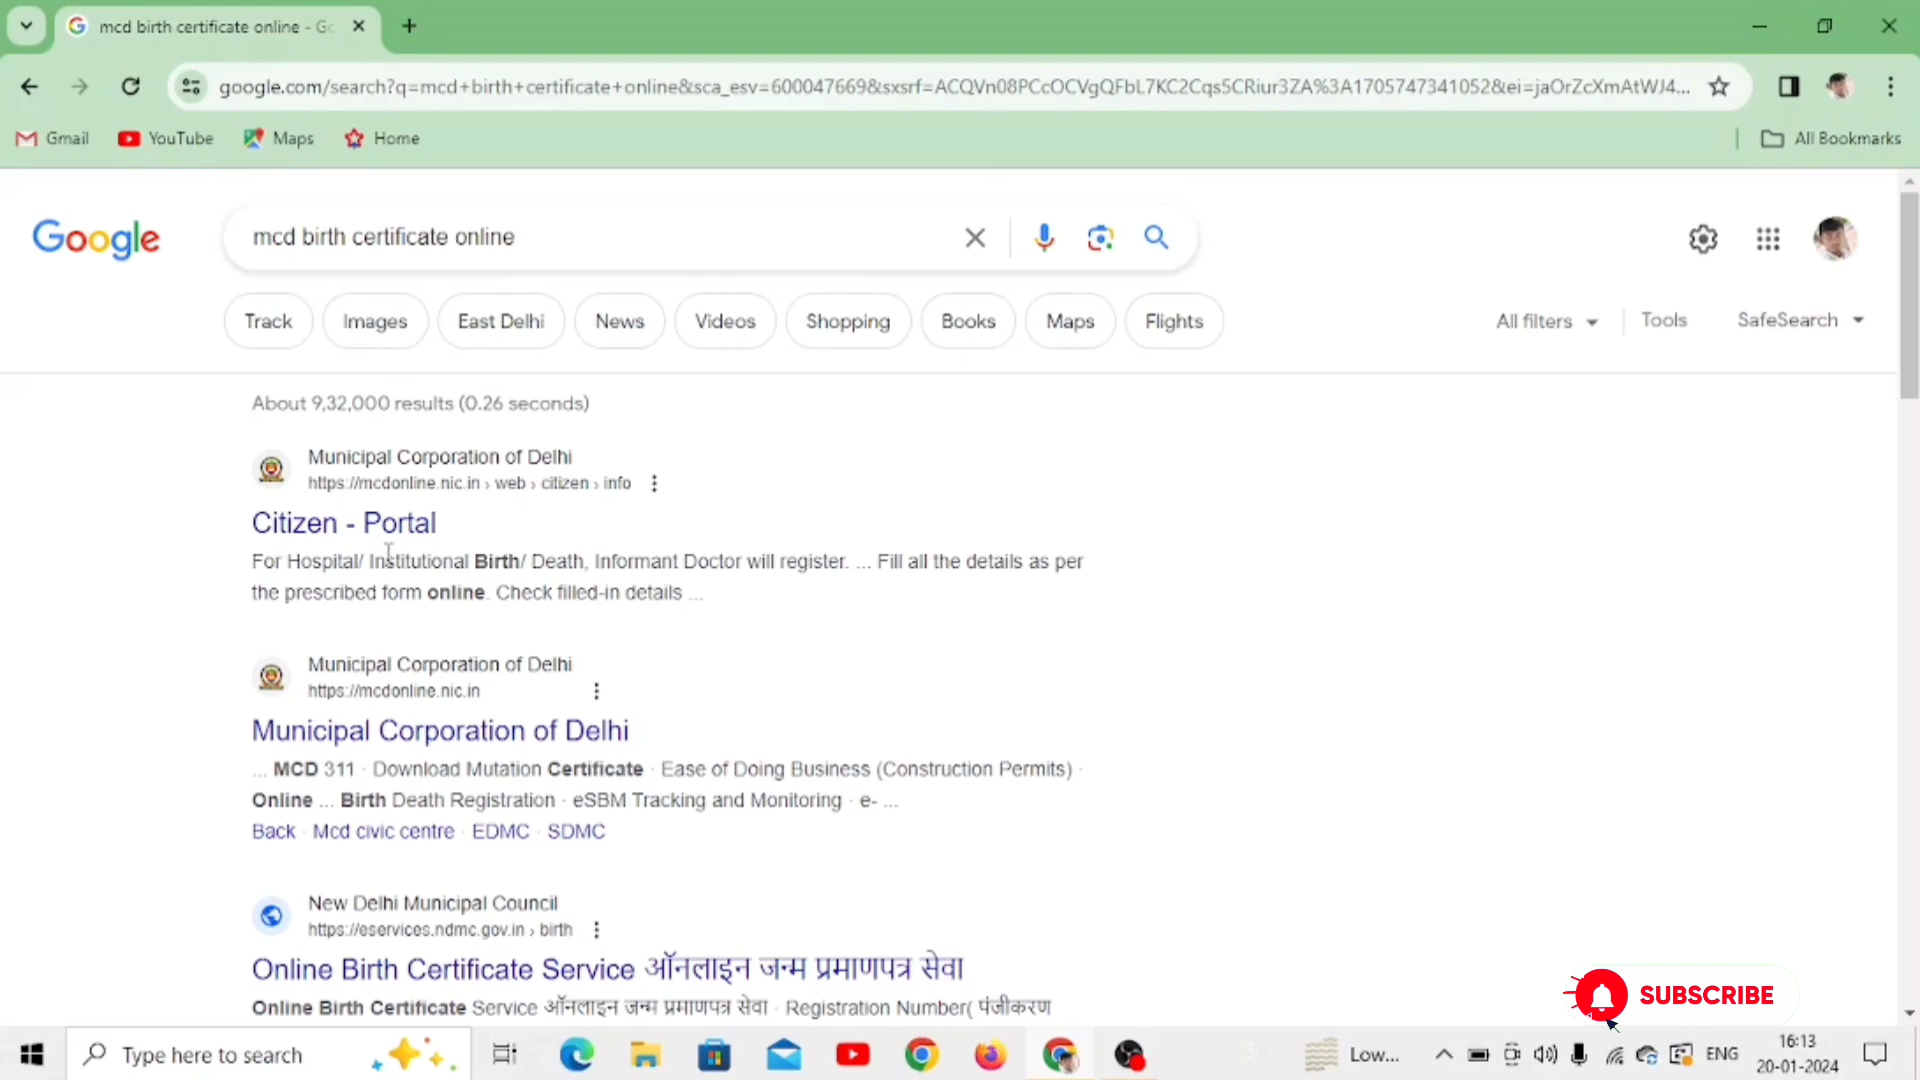 mcd birth certificate online - Go
google.com/search?q=mcd+birth+certificate+online&sca_esv=600047669&sxsrf=ACQVn08PCcOCVgQFbL7KC2Cqs5CRiur3ZA%3A1705747341052&ei=jaOrZcXmAtWJ4...
Gmail YouTube Maps Home All Bookmarks
Google mcd birth certificate online
Track Images East Delhi News Videos Shopping Books Maps Flights All filters Tools SafeSearch
About 9,32,000 results (0.26 seconds)
Municipal Corporation of Delhi
https://mcdonline.nic.in › web › citizen › info
Citizen - Portal
For Hospital/ Institutional Birth/ Death, Informant Doctor will register. ... Fill all the details as per
the prescribed form online. Check filled-in details ...
Municipal Corporation of Delhi
https://mcdonline.nic.in
Municipal Corporation of Delhi
... MCD 311 · Download Mutation Certificate · Ease of Doing Business (Construction Permits) ·
Online ... Birth Death Registration · eSBM Tracking and Monitoring · e- ...
Back · Mcd civic centre · EDMC · SDMC
New Delhi Municipal Council
https://eservices.ndmc.gov.in › birth
Online Birth Certificate Service ऑनलाइन जन्म प्रमाणपत्र सेवा
Online Birth Certificate Service ऑनलाइन जन्म प्रमाणपत्र सेवा · Registration Number( पंजीकरण
SUBSCRIBE
Type here to search Low... ENG 16:13
20-01-2024